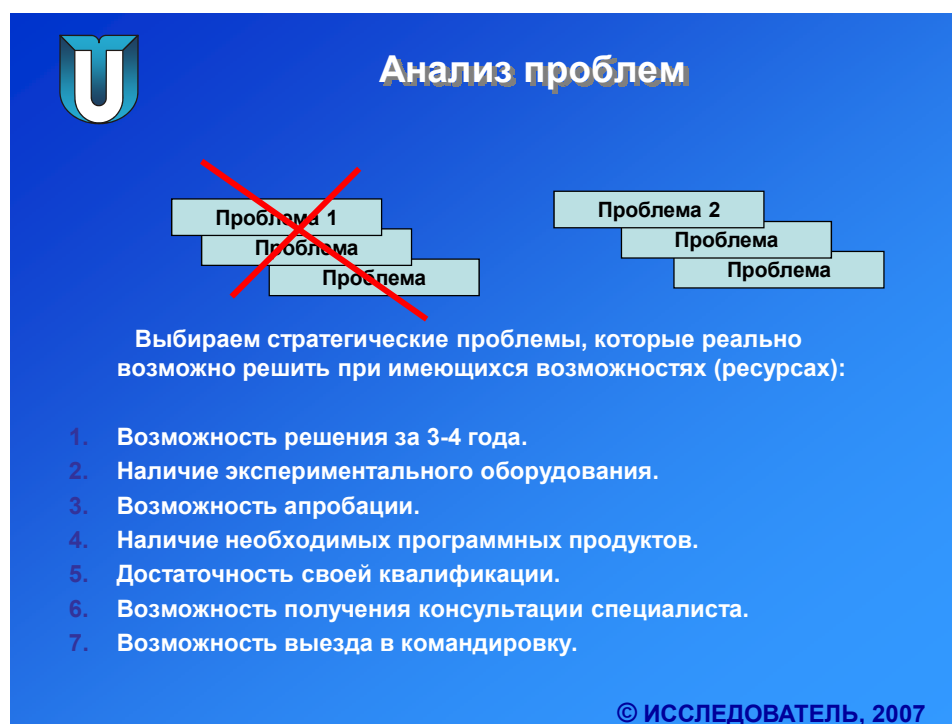 Анализ проблем
Проблема 1
Проблема
Проблема
Проблема 2
Проблема
Проблема
Выбираем стратегические проблемы, которые реально
возможно решить при имеющихся возможностях (ресурсах):
1. Возможность решения за 3-4 года.
2. Наличие экспериментального оборудования.
3. Возможность апробации.
4. Наличие необходимых программных продуктов.
5. Достаточность своей квалификации.
6. Возможность получения консультации специалиста.
7. Возможность выезда в командировку.
© ИССЛЕДОВАТЕЛЬ, 2007